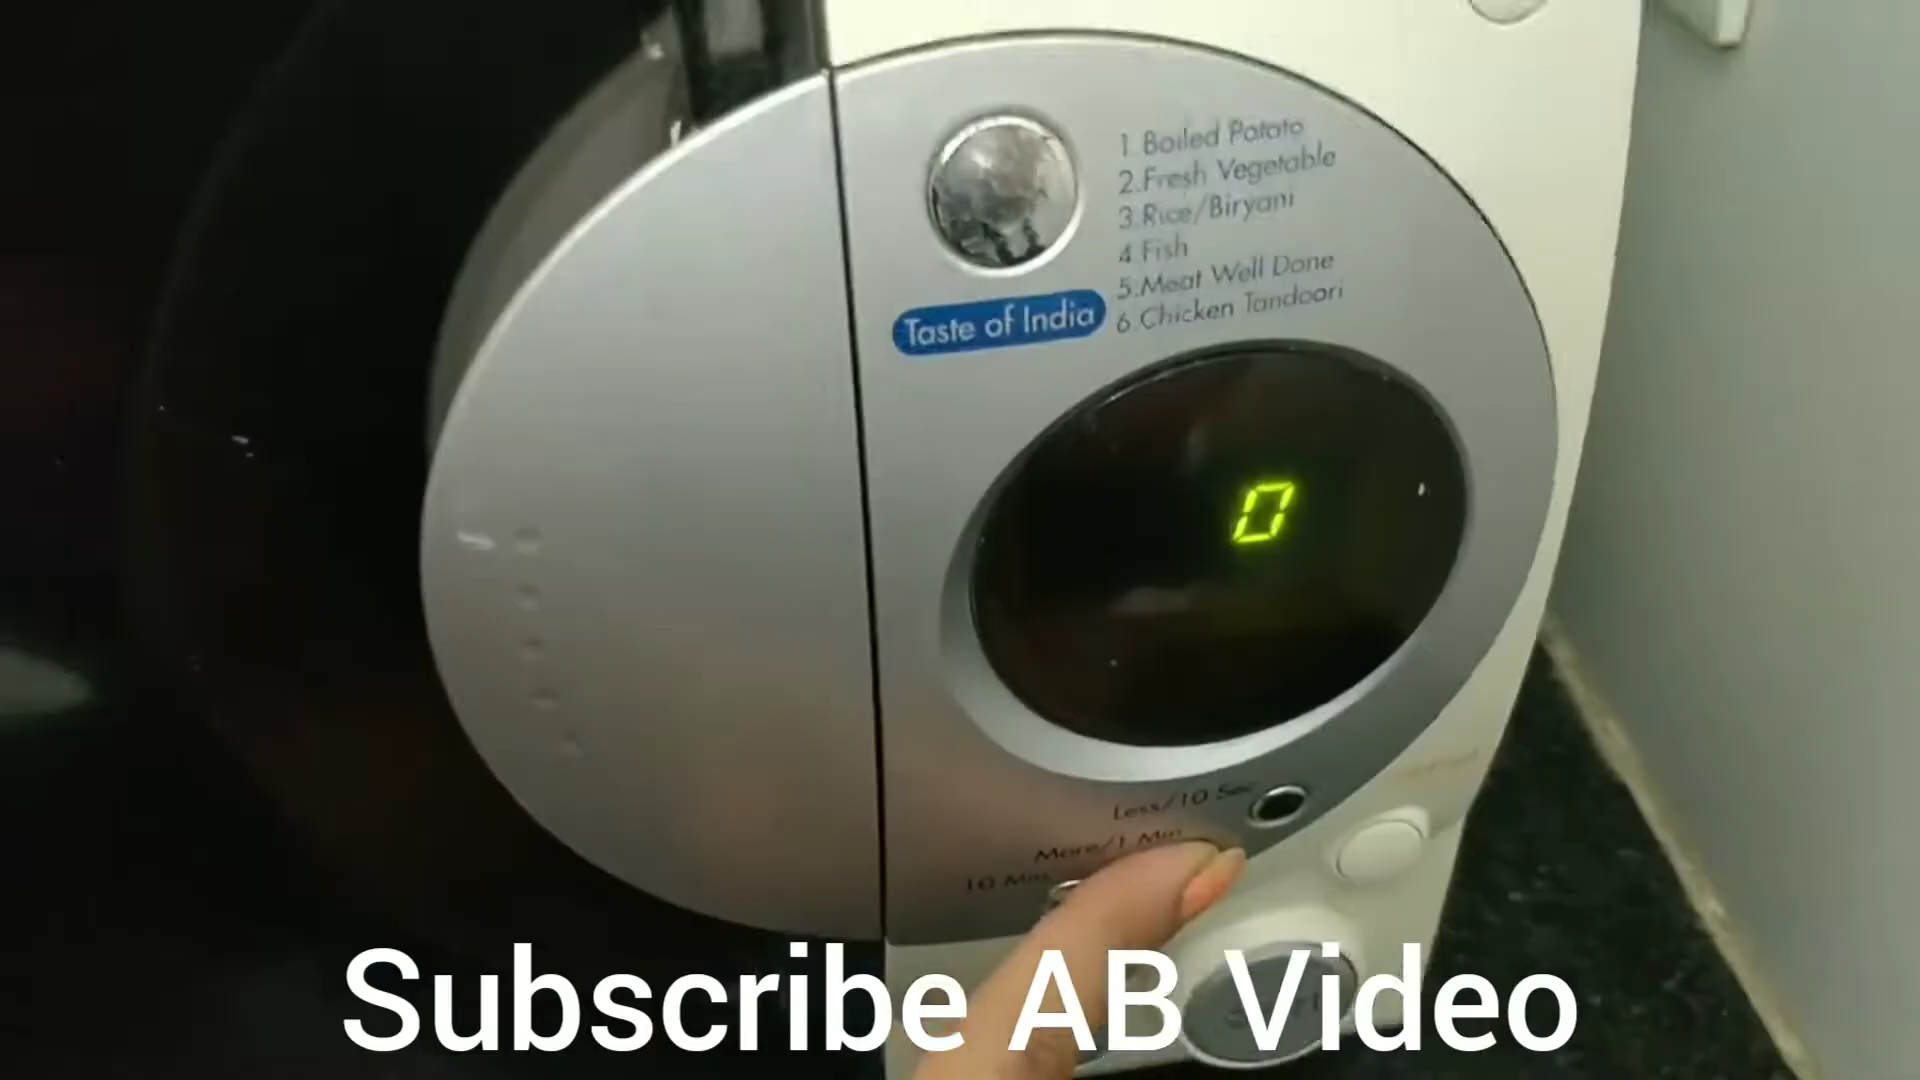 1 Boiled Potato
2.Fresh Vegetable
3.Rice/Biryani
4.Fish
5.Meat Well Done
6.Chicken Tandoori
Taste of India
0
Less/10 Sec
More/1 Min
10 Min
Subscribe AB Video